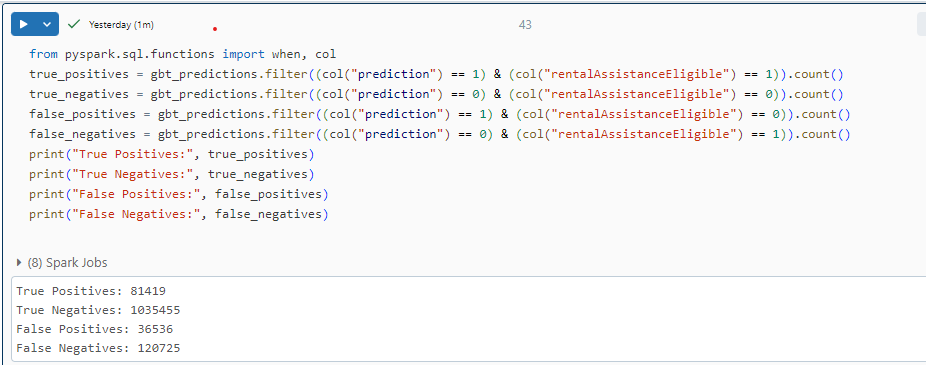 Yesterday (1m)
43
from pyspark.sql.functions import when, col
true_positives = gbt_predictions.filter((col("prediction") == 1) & (col("rentalAssistanceEligible") == 1)).count()
true_negatives = gbt_predictions.filter((col("prediction") == 0) & (col("rentalAssistanceEligible") == 0)).count()
false_positives = gbt_predictions.filter((col("prediction") == 1) & (col("rentalAssistanceEligible") == 0)).count()
false_negatives = gbt_predictions.filter((col("prediction") == 0) & (col("rentalAssistanceEligible") == 1)).count()
print("True Positives:", true_positives)
print("True Negatives:", true_negatives)
print("False Positives:", false_positives)
print("False Negatives:", false_negatives)
(8) Spark Jobs
True Positives: 81419
True Negatives: 1035455
False Positives: 36536
False Negatives: 120725